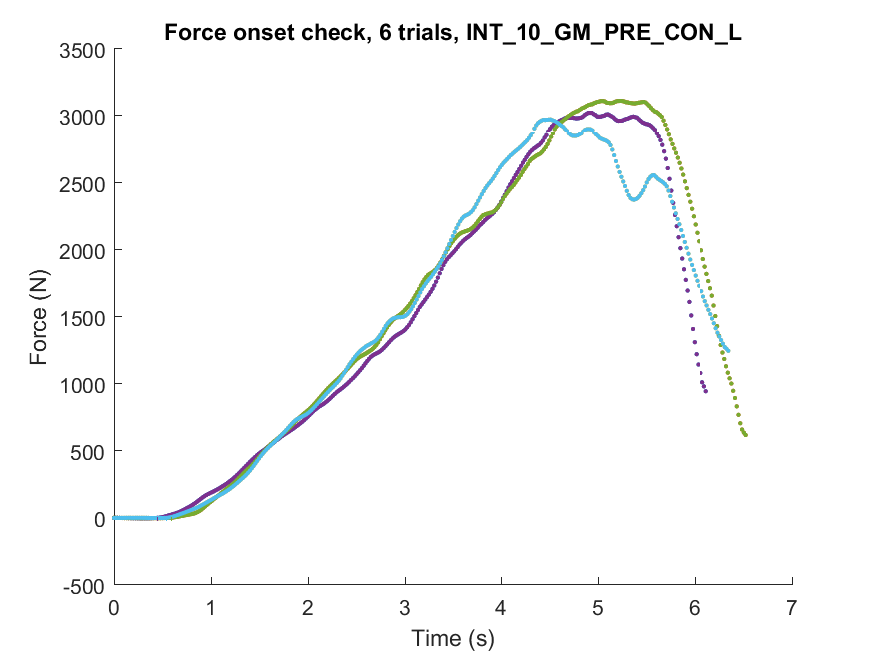 Force onset check, 6 trials, INT_10_GM_PRE_CON_L
3500
3000
2500
2000
1500
1000
500
0
-500
Force (N)
0 1 2 3 4 5 6 7
Time (s)